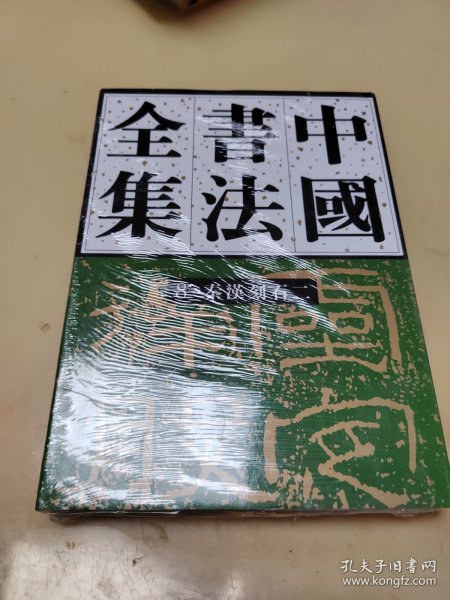 中國
書法
全集
8 秦漢刻石二
孔夫子旧书网
www.kongfz.com